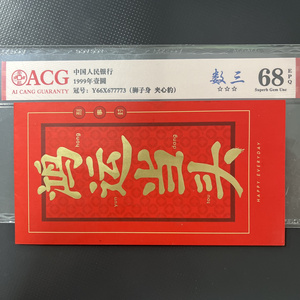 ACG
AI CANG GUARANTY
中国人民银行
1999年壹圆
冠号：Y66X677773（狮子身 夹心豹）
数三
☆☆☆
68
EPQ
Superb Gem Unc
鸿运当头
hong
yun
dang
tou
HAPPY EVERYDAY